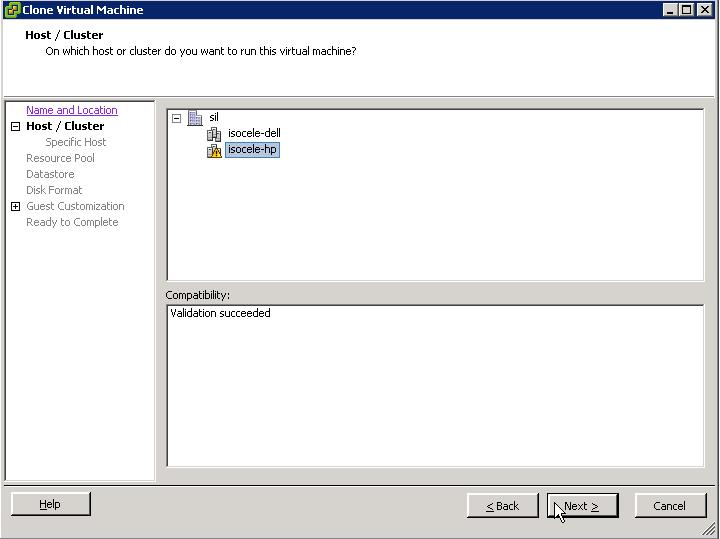 Clone Virtual Machine
Host / Cluster
On which host or cluster do you want to run this virtual machine?
Name and Location
Host / Cluster
Specific Host
Resource Pool
Datastore
Disk Format
Guest Customization
Ready to Complete
sil
isocele-dell
isocele-hp
Compatibility:
Validation succeeded
Help
< Back
Next >
Cancel